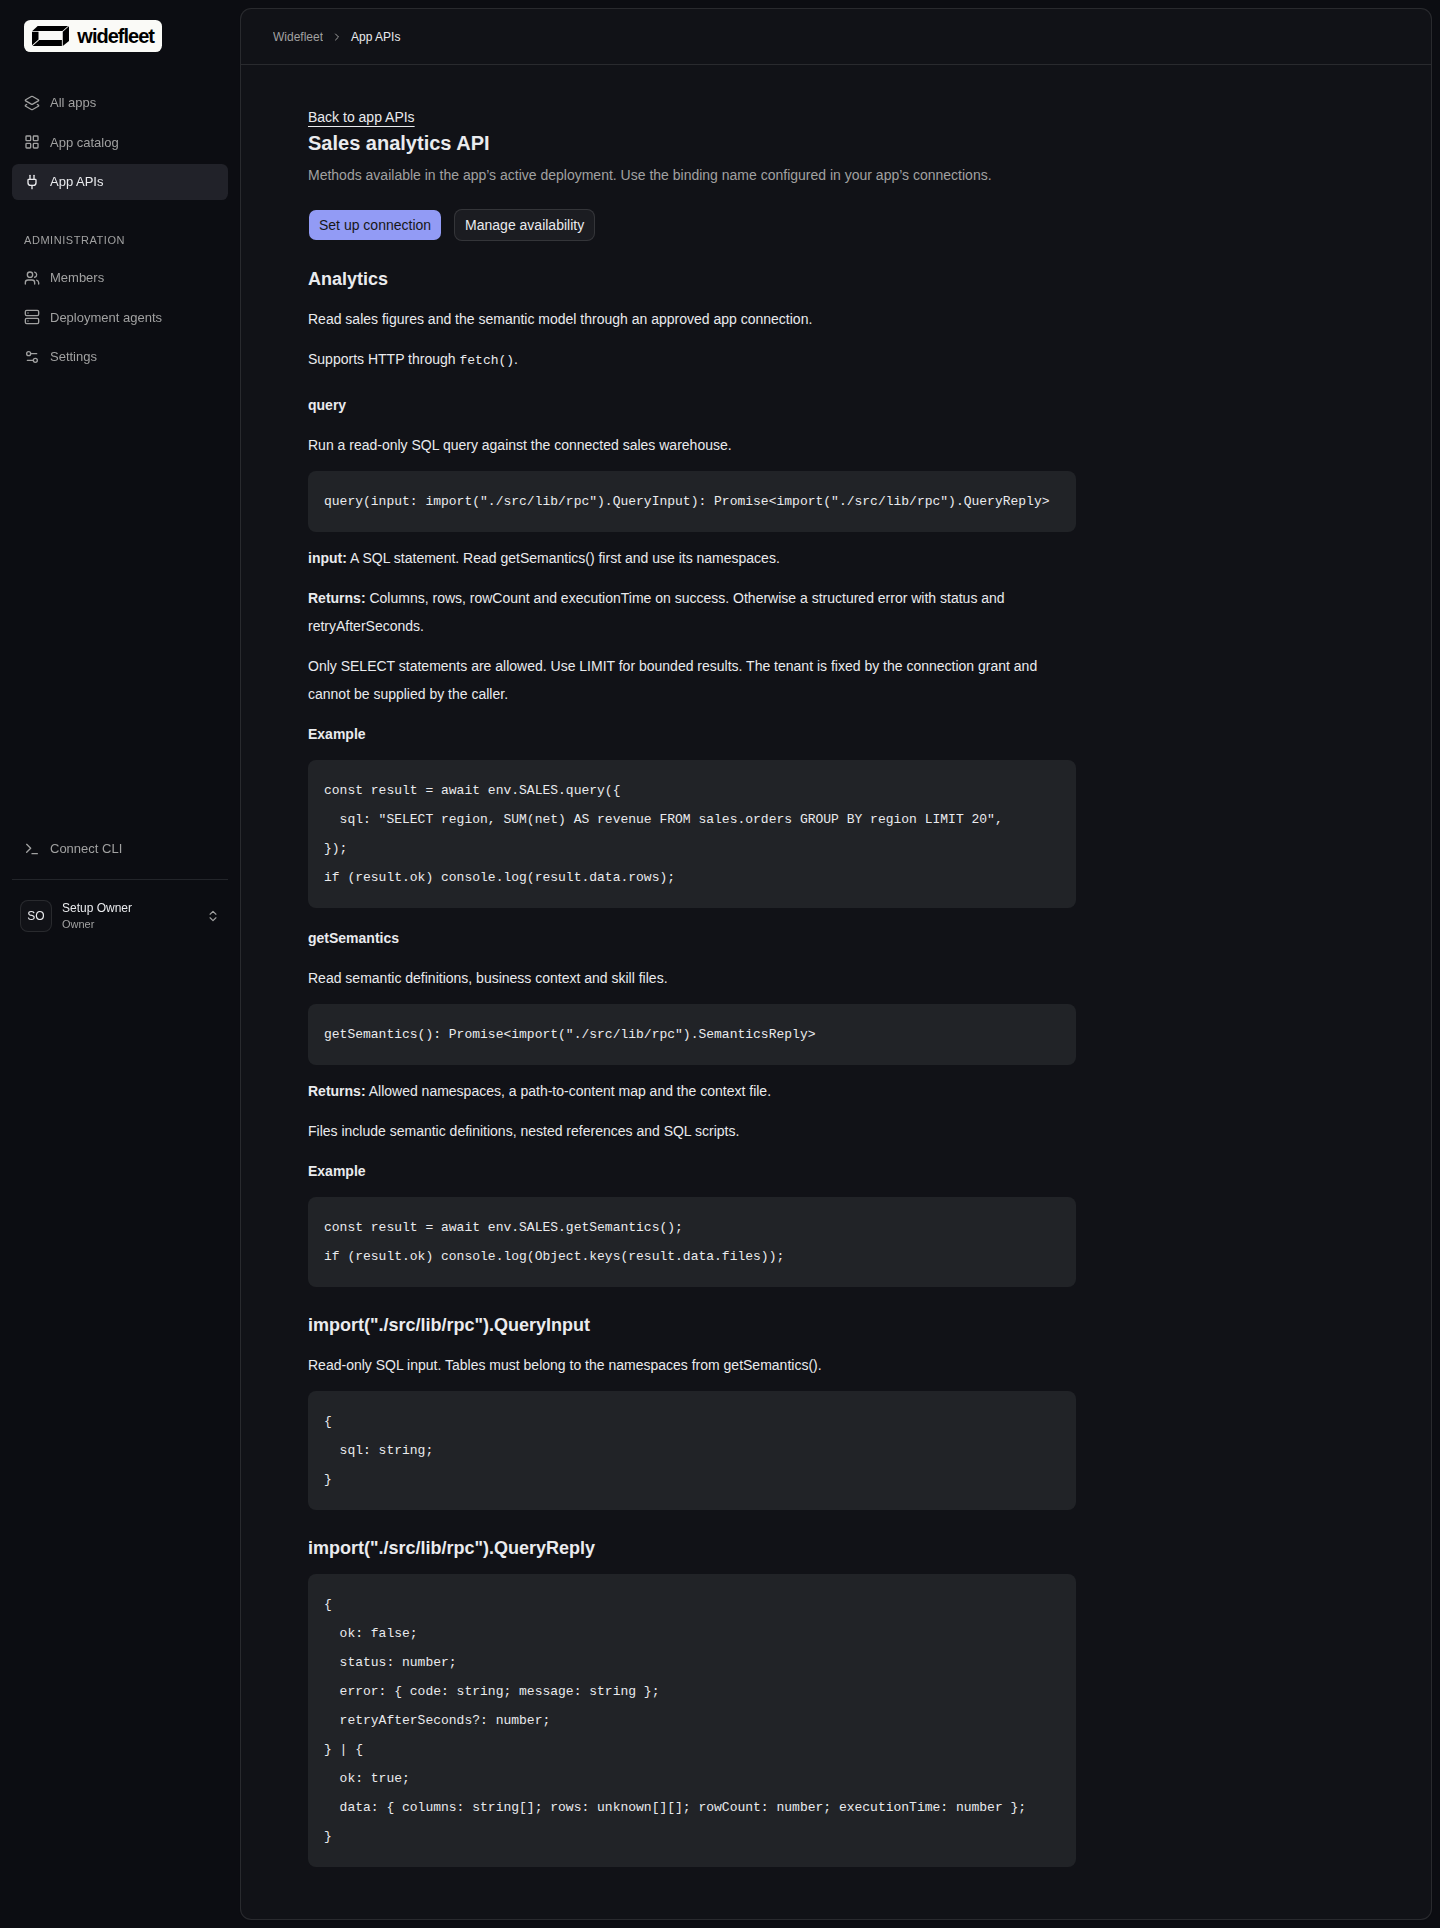 widefleet
All apps
App catalog
App APIs
ADMINISTRATION
Members
Deployment agents
Settings
Connect CLI
SO
Setup Owner
Owner
Widefleet
App APIs
Back to app APIs
Sales analytics API
Methods available in the app's active deployment. Use the binding name configured in your app's connections.
Set up connection
Manage availability
Analytics
Read sales figures and the semantic model through an approved app connection.
Supports HTTP through fetch().
query
Run a read-only SQL query against the connected sales warehouse.
query(input: import("./src/lib/rpc").QueryInput): Promise<import("./src/lib/rpc").QueryReply>
input: A SQL statement. Read getSemantics() first and use its namespaces.
Returns: Columns, rows, rowCount and executionTime on success. Otherwise a structured error with status and
retryAfterSeconds.
Only SELECT statements are allowed. Use LIMIT for bounded results. The tenant is fixed by the connection grant and
cannot be supplied by the caller.
Example
const result = await env.SALES.query({
  sql: "SELECT region, SUM(net) AS revenue FROM sales.orders GROUP BY region LIMIT 20",
});
if (result.ok) console.log(result.data.rows);
getSemantics
Read semantic definitions, business context and skill files.
getSemantics(): Promise<import("./src/lib/rpc").SemanticsReply>
Returns: Allowed namespaces, a path-to-content map and the context file.
Files include semantic definitions, nested references and SQL scripts.
Example
const result = await env.SALES.getSemantics();
if (result.ok) console.log(Object.keys(result.data.files));
import("./src/lib/rpc").QueryInput
Read-only SQL input. Tables must belong to the namespaces from getSemantics().
{
  sql: string;
}
import("./src/lib/rpc").QueryReply
{
  ok: false;
  status: number;
  error: { code: string; message: string };
  retryAfterSeconds?: number;
} | {
  ok: true;
  data: { columns: string[]; rows: unknown[][]; rowCount: number; executionTime: number };
}